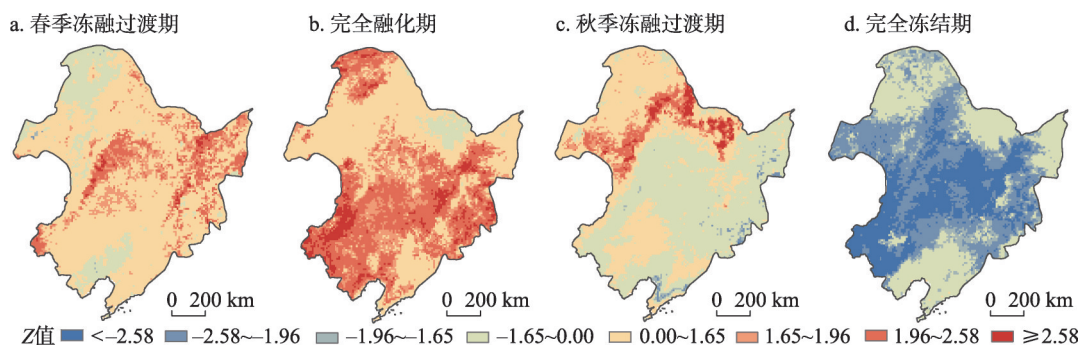 a. 春季冻融过渡期 b. 完全融化期 c. 秋季冻融过渡期 d. 完全冻结期
0 200 km 0 200 km 0 200 km 0 200 km
Z值 <−2.58 −2.58~−1.96 −1.96~−1.65 −1.65~0.00 0.00~1.65 1.65~1.96 1.96~2.58 ≥2.58